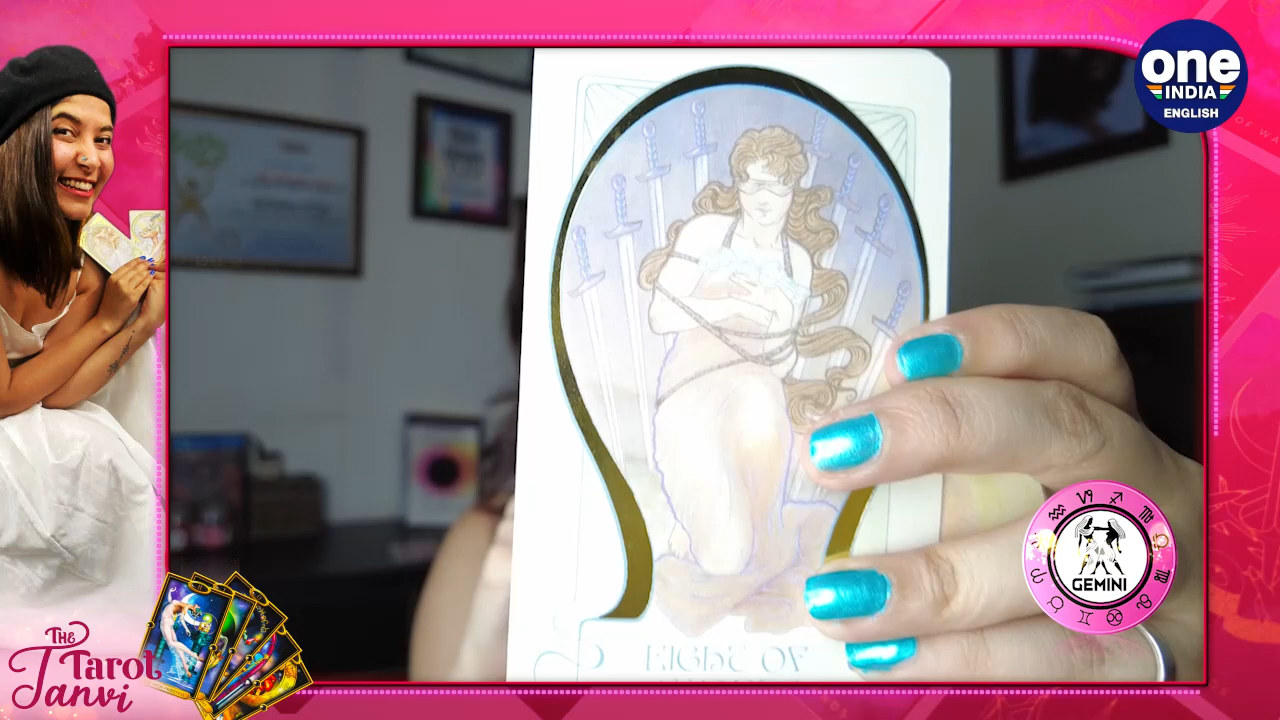 one
INDIA
ENGLISH
EIGHT OF
GEMINI
THE
Tarot
Tanvi